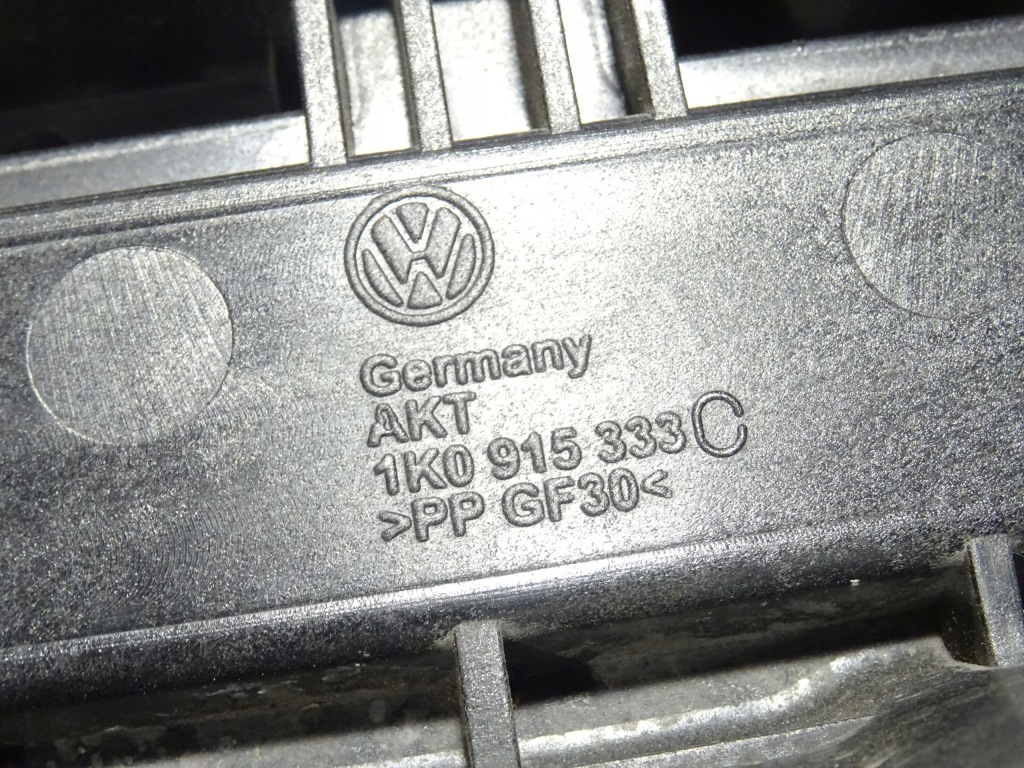 Germany
AKT
1K0 915 333 C
>PP GF30<